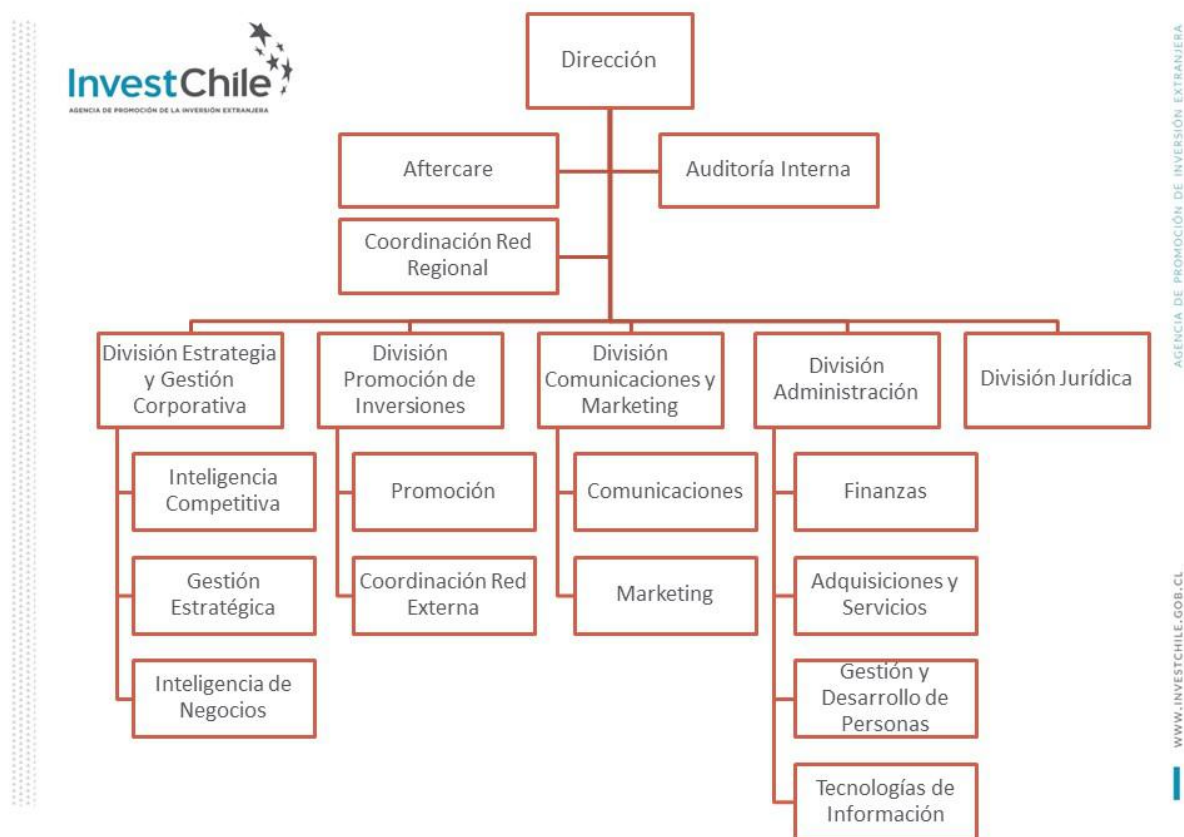 InvestChile
AGENCIA DE PROMOCIÓN DE LA INVERSIÓN EXTRANJERA
Dirección
Aftercare
Auditoría Interna
Coordinación Red
Regional
División Estrategia
y Gestión
Corporativa
División
Promoción de
Inversiones
División
Comunicaciones y
Marketing
División
Administración
División Jurídica
Inteligencia
Competitiva
Promoción
Comunicaciones
Finanzas
Gestión
Estratégica
Coordinación Red
Externa
Marketing
Adquisiciones y
Servicios
Inteligencia de
Negocios
Gestión y
Desarrollo de
Personas
Tecnologías de
Información
AGENCIA DE PROMOCIÓN DE INVERSIÓN EXTRANJERA
WWW.INVESTCHILE.GOB.CL